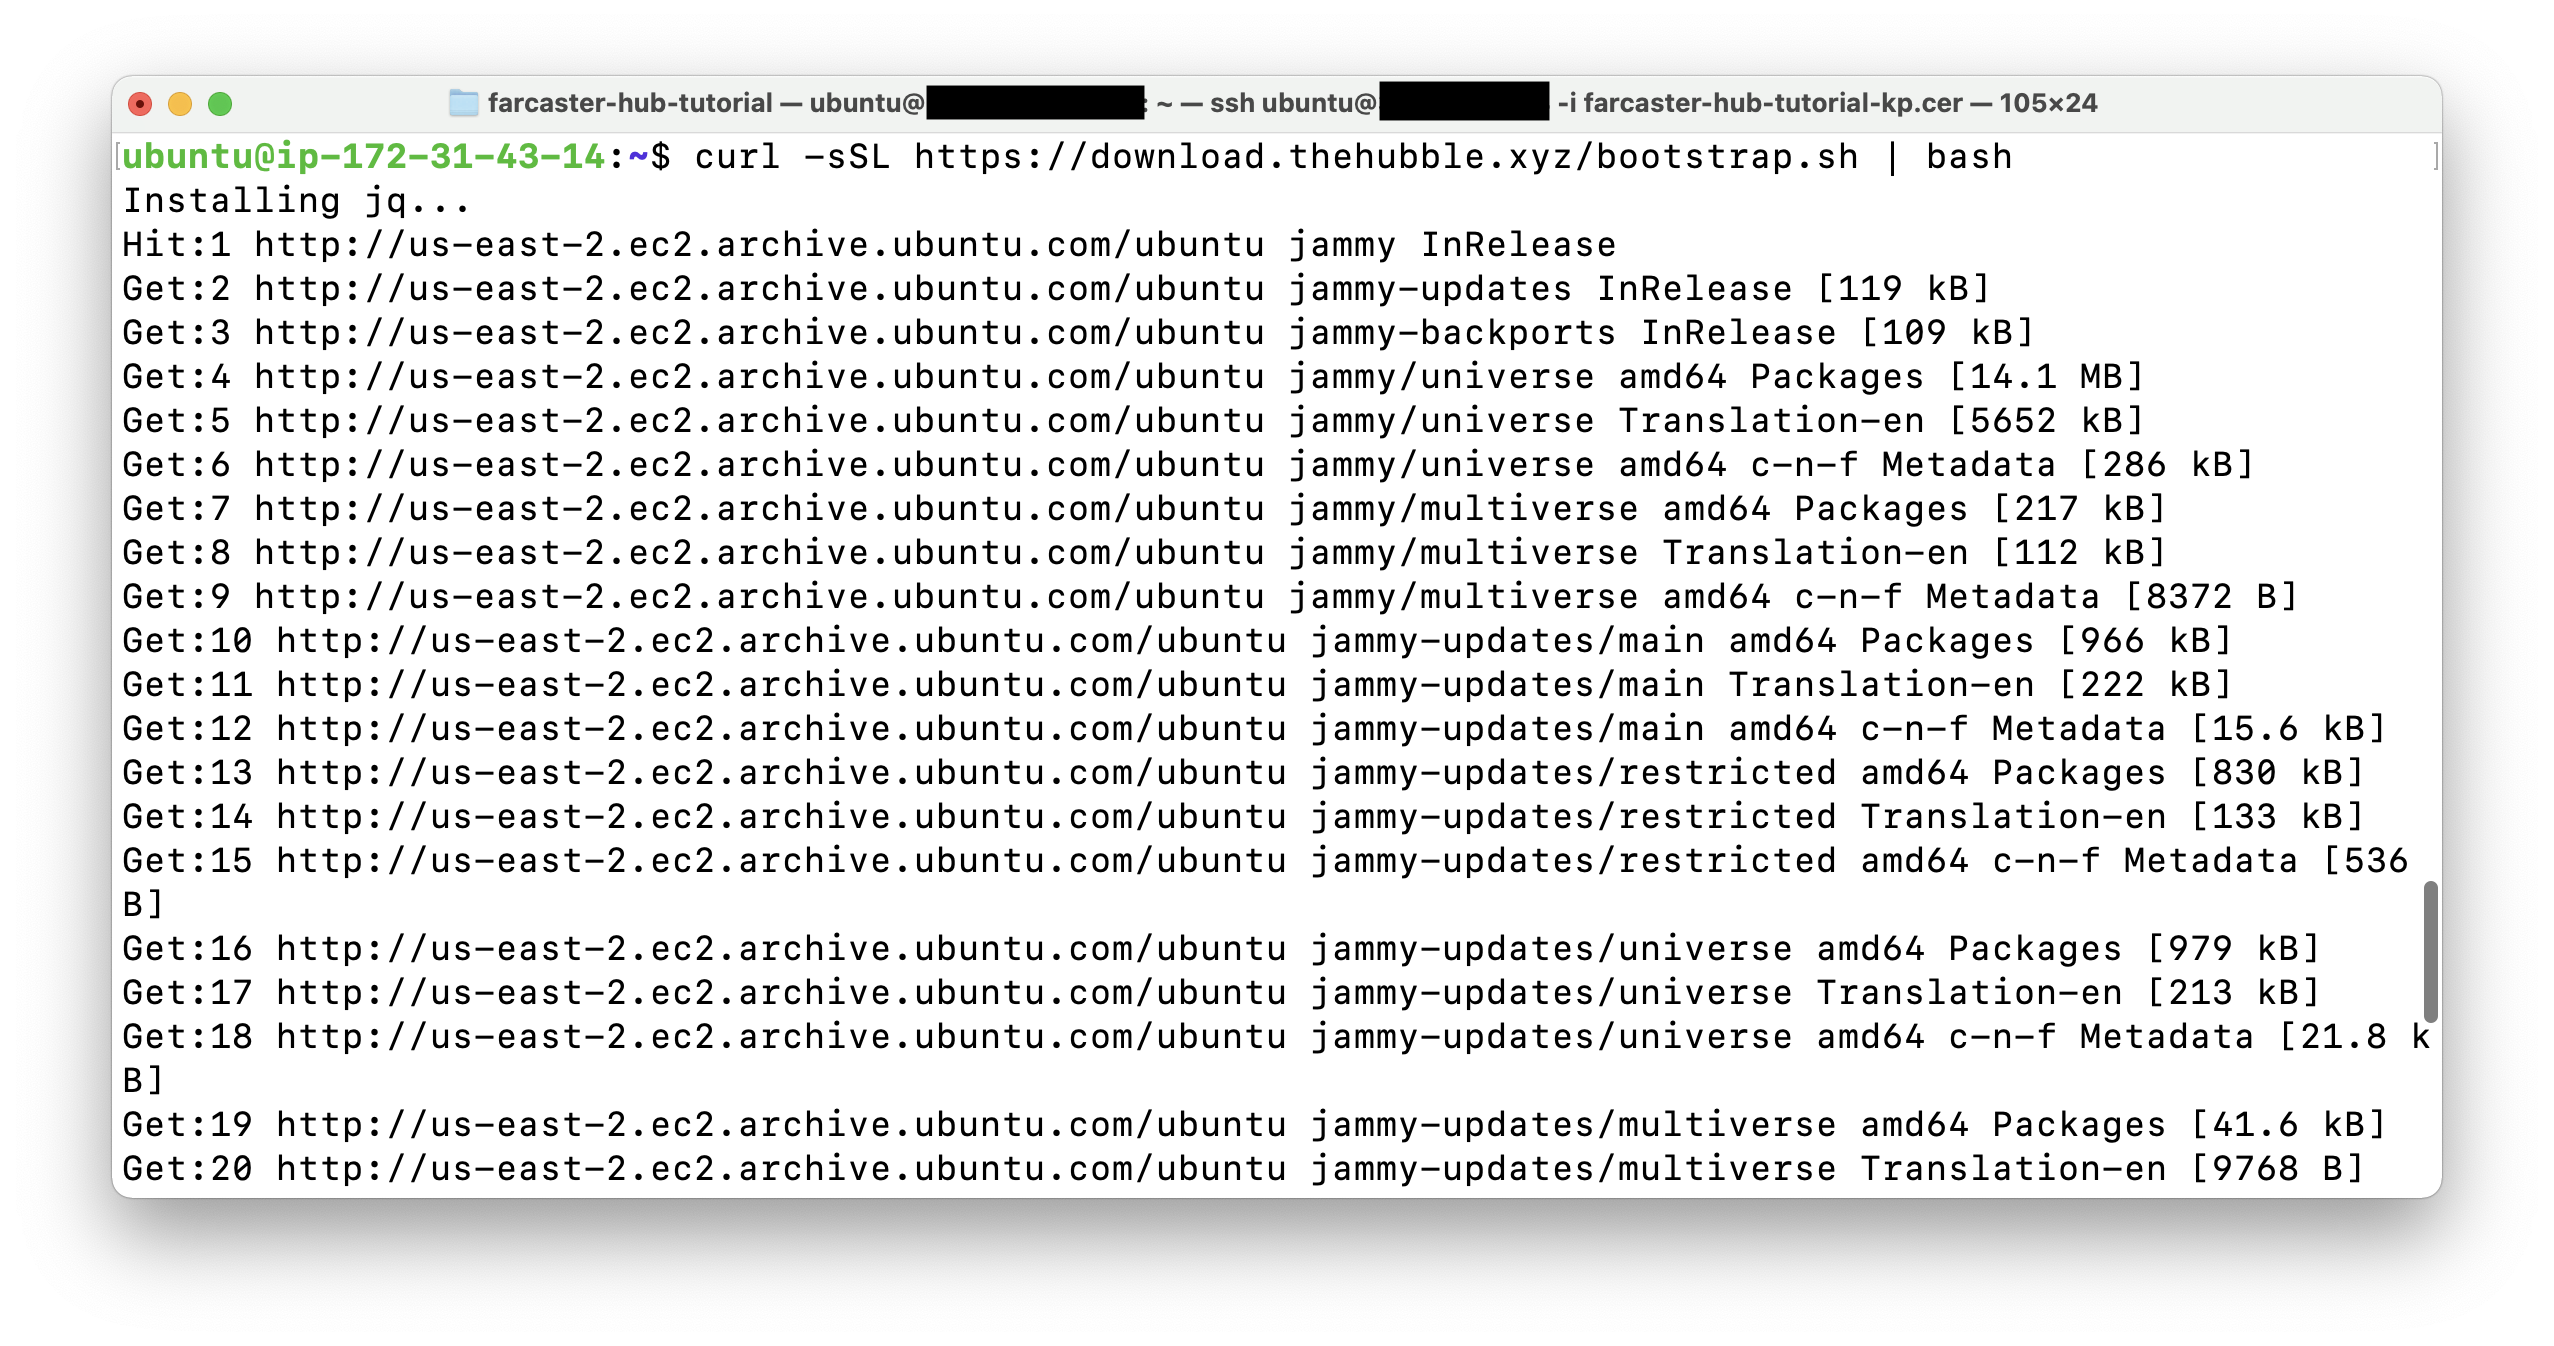 farcaster-hub-tutorial — ubuntu@ : ~ — ssh ubuntu@ -i farcaster-hub-tutorial-kp.cer — 105×24
[ubuntu@ip-172-31-43-14:~$ curl -sSL https://download.thehubble.xyz/bootstrap.sh | bash ]
Installing jq...
Hit:1 http://us-east-2.ec2.archive.ubuntu.com/ubuntu jammy InRelease
Get:2 http://us-east-2.ec2.archive.ubuntu.com/ubuntu jammy-updates InRelease [119 kB]
Get:3 http://us-east-2.ec2.archive.ubuntu.com/ubuntu jammy-backports InRelease [109 kB]
Get:4 http://us-east-2.ec2.archive.ubuntu.com/ubuntu jammy/universe amd64 Packages [14.1 MB]
Get:5 http://us-east-2.ec2.archive.ubuntu.com/ubuntu jammy/universe Translation-en [5652 kB]
Get:6 http://us-east-2.ec2.archive.ubuntu.com/ubuntu jammy/universe amd64 c-n-f Metadata [286 kB]
Get:7 http://us-east-2.ec2.archive.ubuntu.com/ubuntu jammy/multiverse amd64 Packages [217 kB]
Get:8 http://us-east-2.ec2.archive.ubuntu.com/ubuntu jammy/multiverse Translation-en [112 kB]
Get:9 http://us-east-2.ec2.archive.ubuntu.com/ubuntu jammy/multiverse amd64 c-n-f Metadata [8372 B]
Get:10 http://us-east-2.ec2.archive.ubuntu.com/ubuntu jammy-updates/main amd64 Packages [966 kB]
Get:11 http://us-east-2.ec2.archive.ubuntu.com/ubuntu jammy-updates/main Translation-en [222 kB]
Get:12 http://us-east-2.ec2.archive.ubuntu.com/ubuntu jammy-updates/main amd64 c-n-f Metadata [15.6 kB]
Get:13 http://us-east-2.ec2.archive.ubuntu.com/ubuntu jammy-updates/restricted amd64 Packages [830 kB]
Get:14 http://us-east-2.ec2.archive.ubuntu.com/ubuntu jammy-updates/restricted Translation-en [133 kB]
Get:15 http://us-east-2.ec2.archive.ubuntu.com/ubuntu jammy-updates/restricted amd64 c-n-f Metadata [536
B]
Get:16 http://us-east-2.ec2.archive.ubuntu.com/ubuntu jammy-updates/universe amd64 Packages [979 kB]
Get:17 http://us-east-2.ec2.archive.ubuntu.com/ubuntu jammy-updates/universe Translation-en [213 kB]
Get:18 http://us-east-2.ec2.archive.ubuntu.com/ubuntu jammy-updates/universe amd64 c-n-f Metadata [21.8 k
B]
Get:19 http://us-east-2.ec2.archive.ubuntu.com/ubuntu jammy-updates/multiverse amd64 Packages [41.6 kB]
Get:20 http://us-east-2.ec2.archive.ubuntu.com/ubuntu jammy-updates/multiverse Translation-en [9768 B]